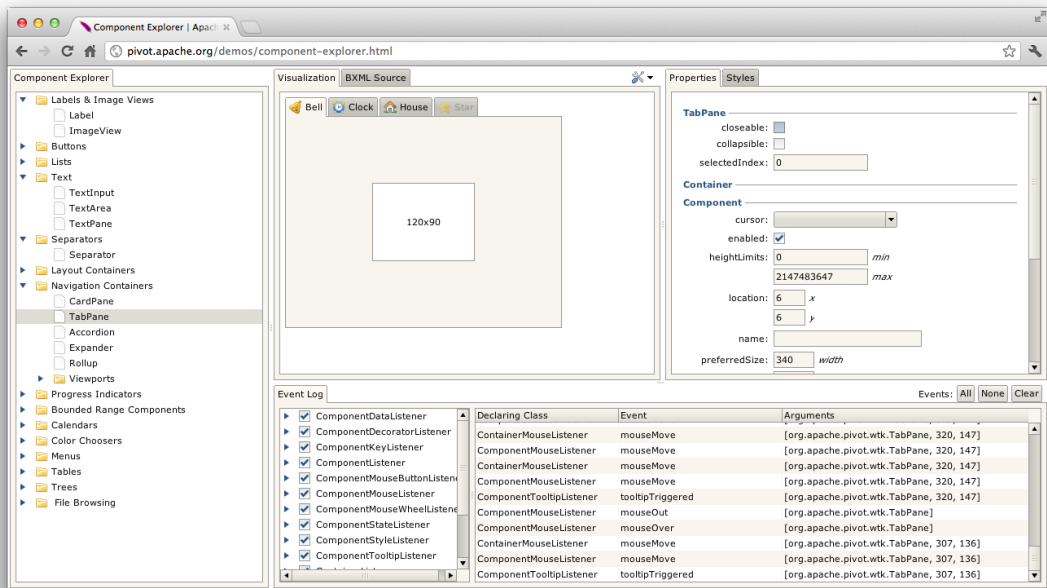 Component Explorer | Apac
pivot.apache.org/demos/component-explorer.html
Component Explorer
Labels & Image Views
Label
ImageView
Buttons
Lists
Text
TextInput
TextArea
TextPane
Separators
Separator
Layout Containers
Navigation Containers
CardPane
TabPane
Accordion
Expander
Rollup
Viewports
Progress Indicators
Bounded Range Components
Calendars
Color Choosers
Menus
Tables
Trees
File Browsing
Visualization BXML Source
Bell Clock House Star
120x90
Properties Styles
TabPane
closeable:
collapsible:
selectedIndex: 0
Container
Component
cursor:
enabled:
heightLimits: 0 min
2147483647 max
location: 6 x
6 y
name:
preferredSize: 340 width
Event Log
Events: All None Clear
ComponentDataListener
ComponentDecoratorListener
ComponentKeyListener
ComponentListener
ComponentMouseButtonListene
ComponentMouseListener
ComponentMouseWheelListene
ComponentStateListener
ComponentStyleListener
ComponentTooltipListener
Declaring Class Event Arguments
ContainerMouseListener mouseMove [org.apache.pivot.wtk.TabPane, 320, 147]
ComponentMouseListener mouseMove [org.apache.pivot.wtk.TabPane, 320, 147]
ContainerMouseListener mouseMove [org.apache.pivot.wtk.TabPane, 320, 147]
ComponentMouseListener mouseMove [org.apache.pivot.wtk.TabPane, 320, 147]
ComponentTooltipListener tooltipTriggered [org.apache.pivot.wtk.TabPane, 320, 147]
ComponentMouseListener mouseOut [org.apache.pivot.wtk.TabPane]
ComponentMouseListener mouseOver [org.apache.pivot.wtk.TabPane]
ContainerMouseListener mouseMove [org.apache.pivot.wtk.TabPane, 307, 136]
ComponentMouseListener mouseMove [org.apache.pivot.wtk.TabPane, 307, 136]
ComponentTooltipListener tooltipTriggered [org.apache.pivot.wtk.TabPane, 307, 136]